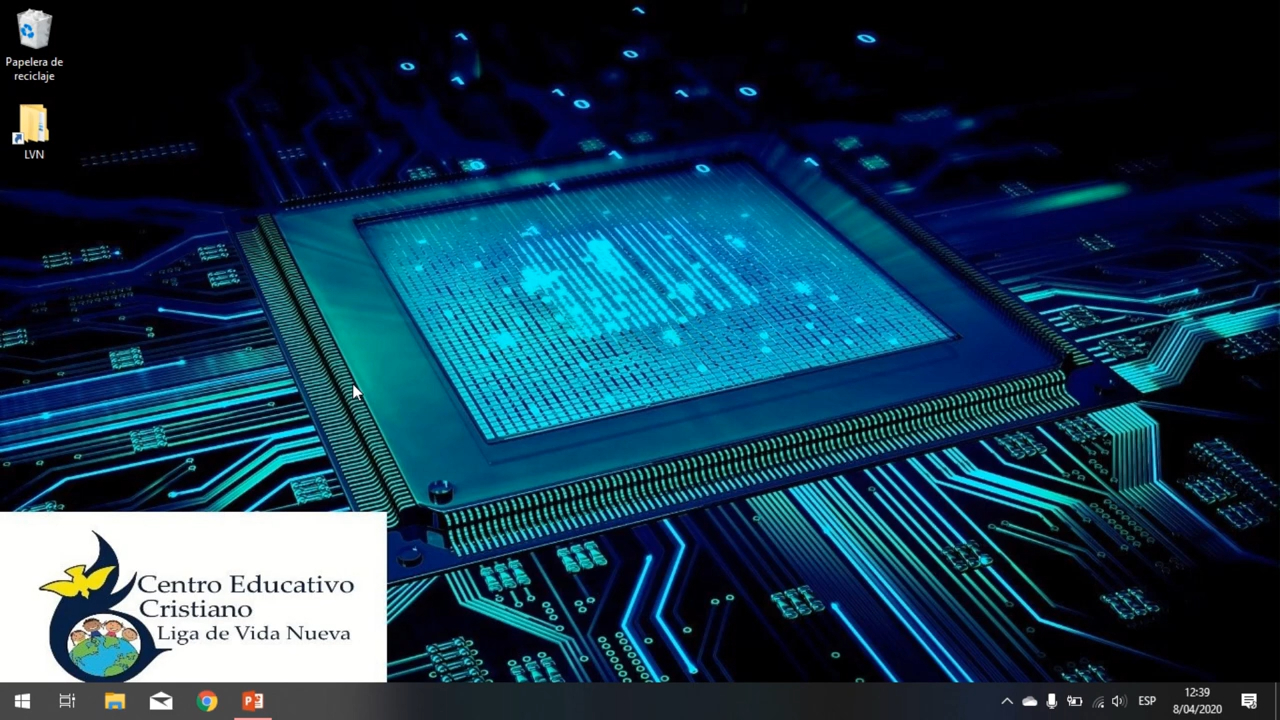 Papelera de
reciclaje
LVN
Centro Educativo
Cristiano
Liga de Vida Nueva
ESP
12:39
8/04/2020